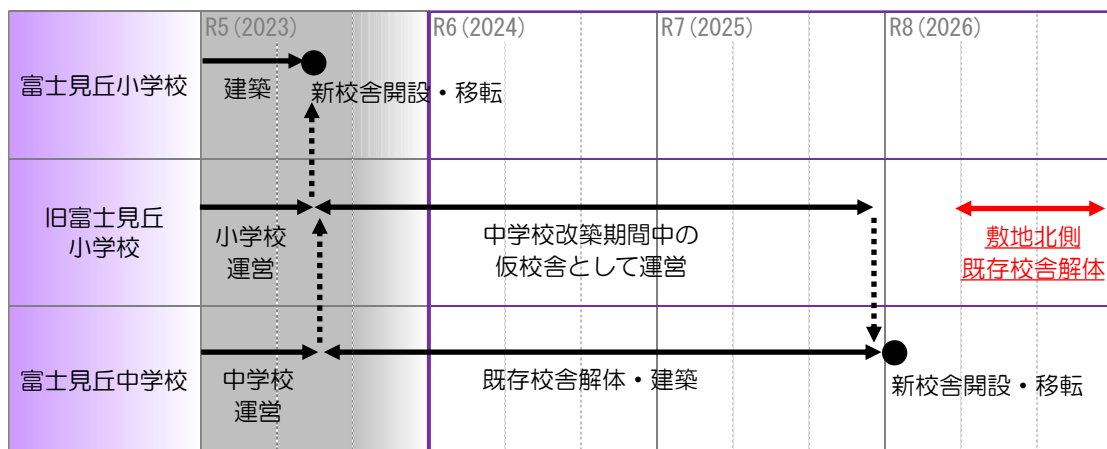 R5(2023)
R6(2024)
R7(2025)
R8(2026)
富士見丘小学校
建築
新校舎開設・移転
旧富士見丘
小学校
小学校
運営
中学校改築期間中の
仮校舎として運営
敷地北側
既存校舎解体
富士見丘中学校
中学校
運営
既存校舎解体・建築
新校舎開設・移転